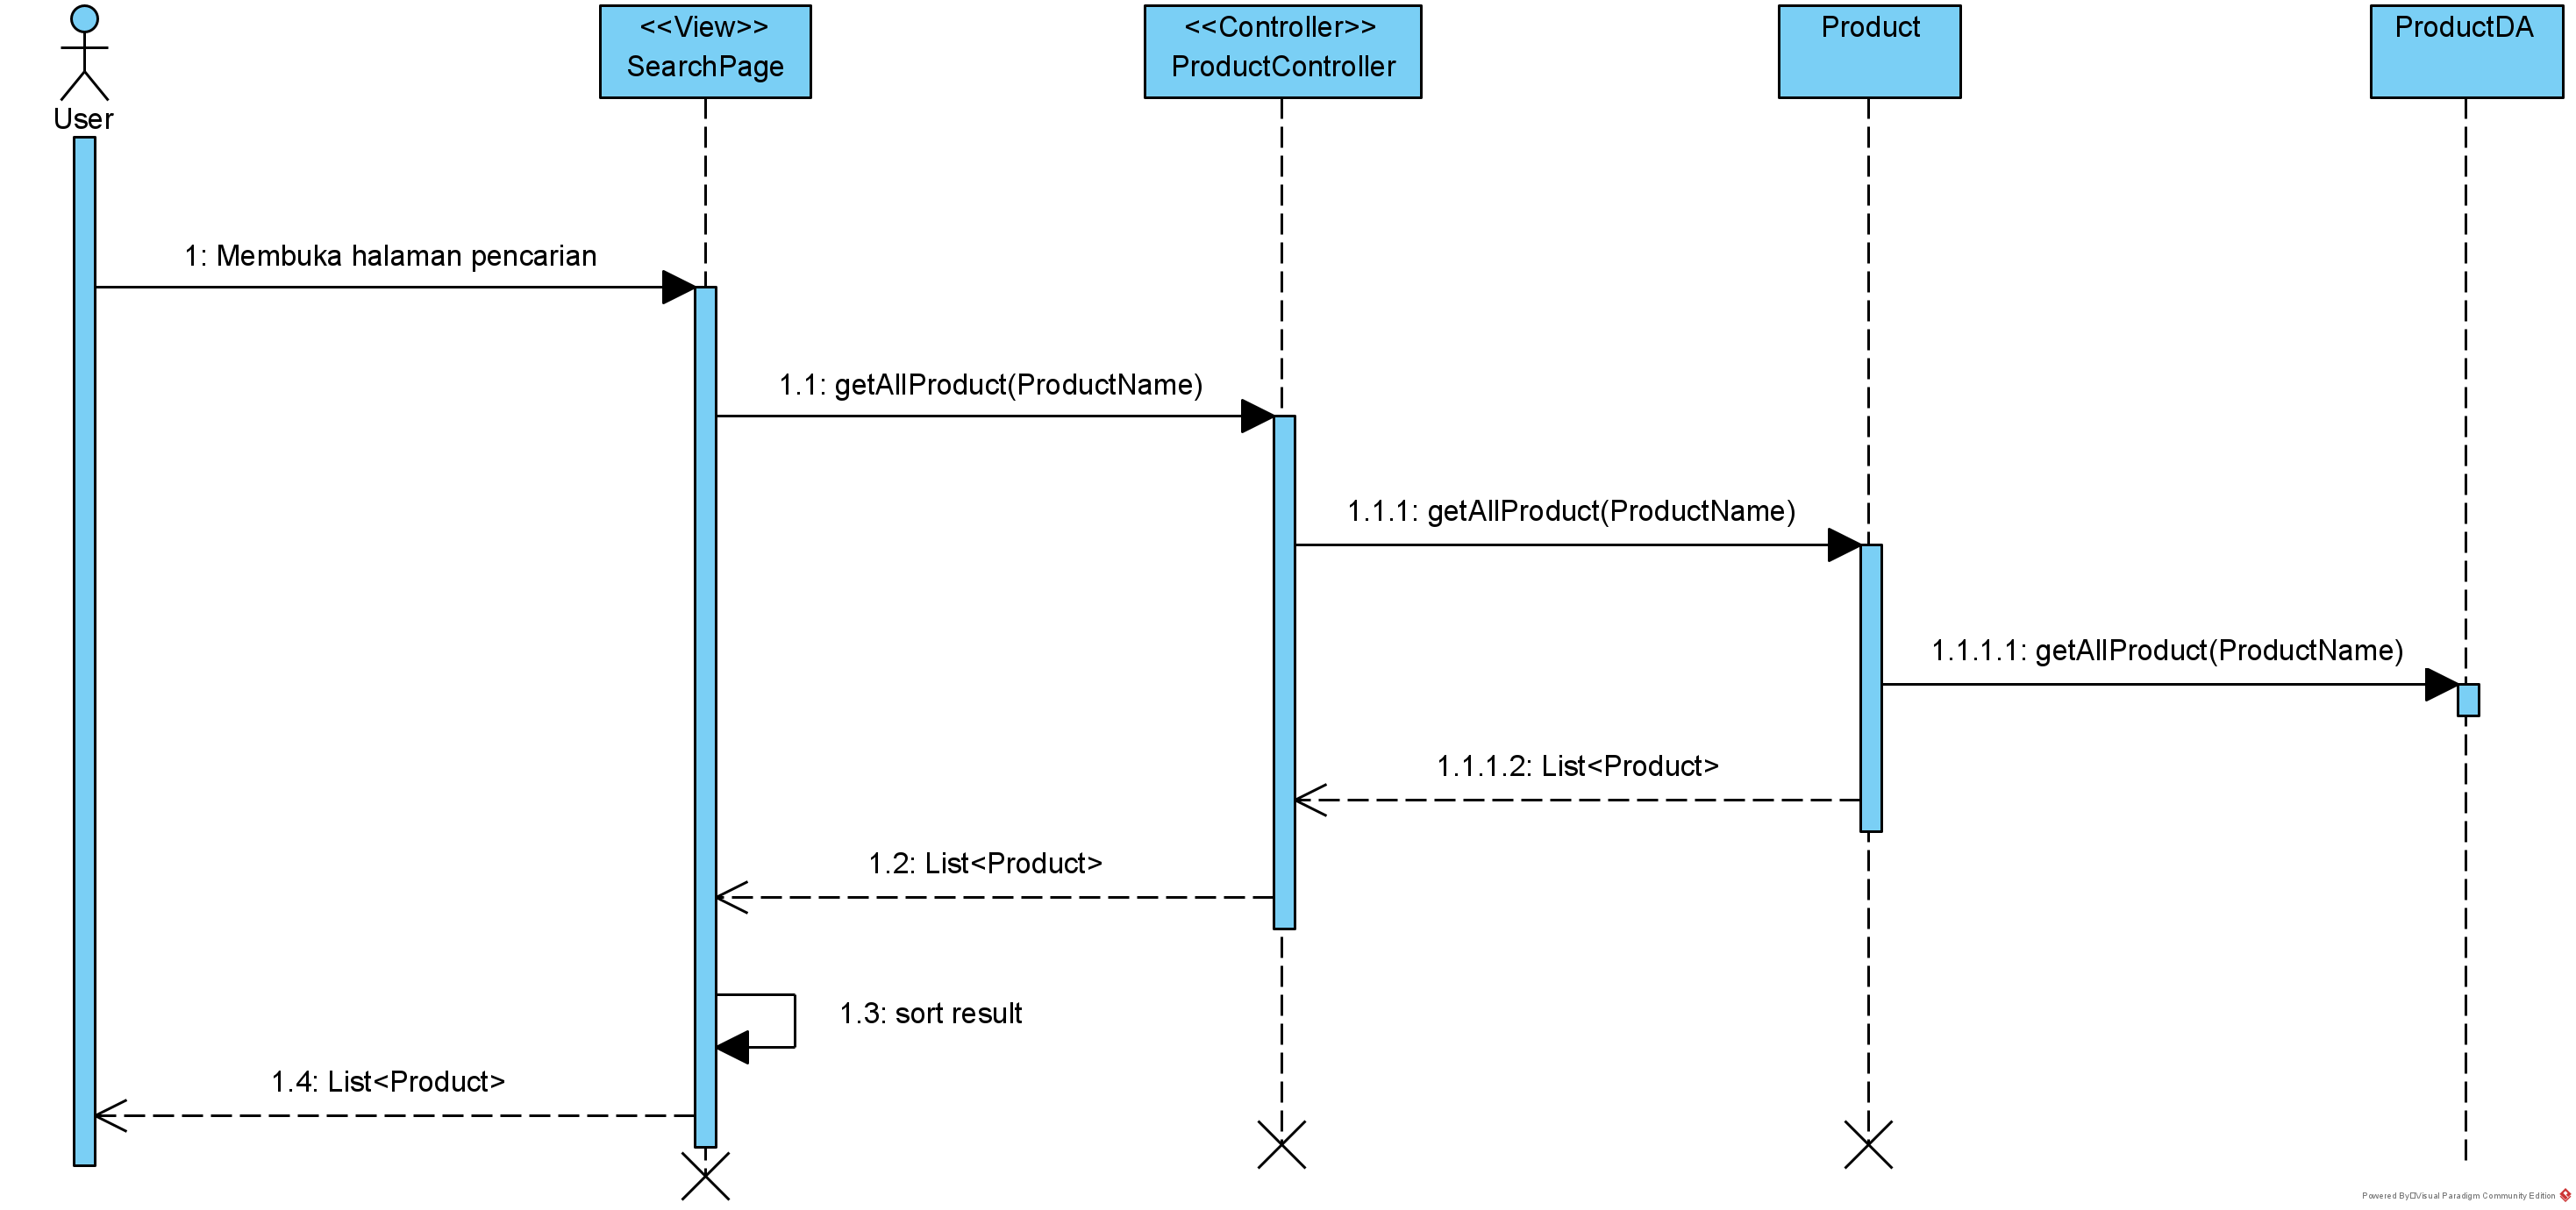 <<View>>
SearchPage
<<Controller>>
ProductController
Product
ProductDA
User
1: Membuka halaman pencarian
1.1: getAllProduct(ProductName)
1.1.1: getAllProduct(ProductName)
1.1.1.1: getAllProduct(ProductName)
1.1.1.2: List<Product>
1.2: List<Product>
1.3: sort result
1.4: List<Product>
Powered By□Visual Paradigm Community Edition